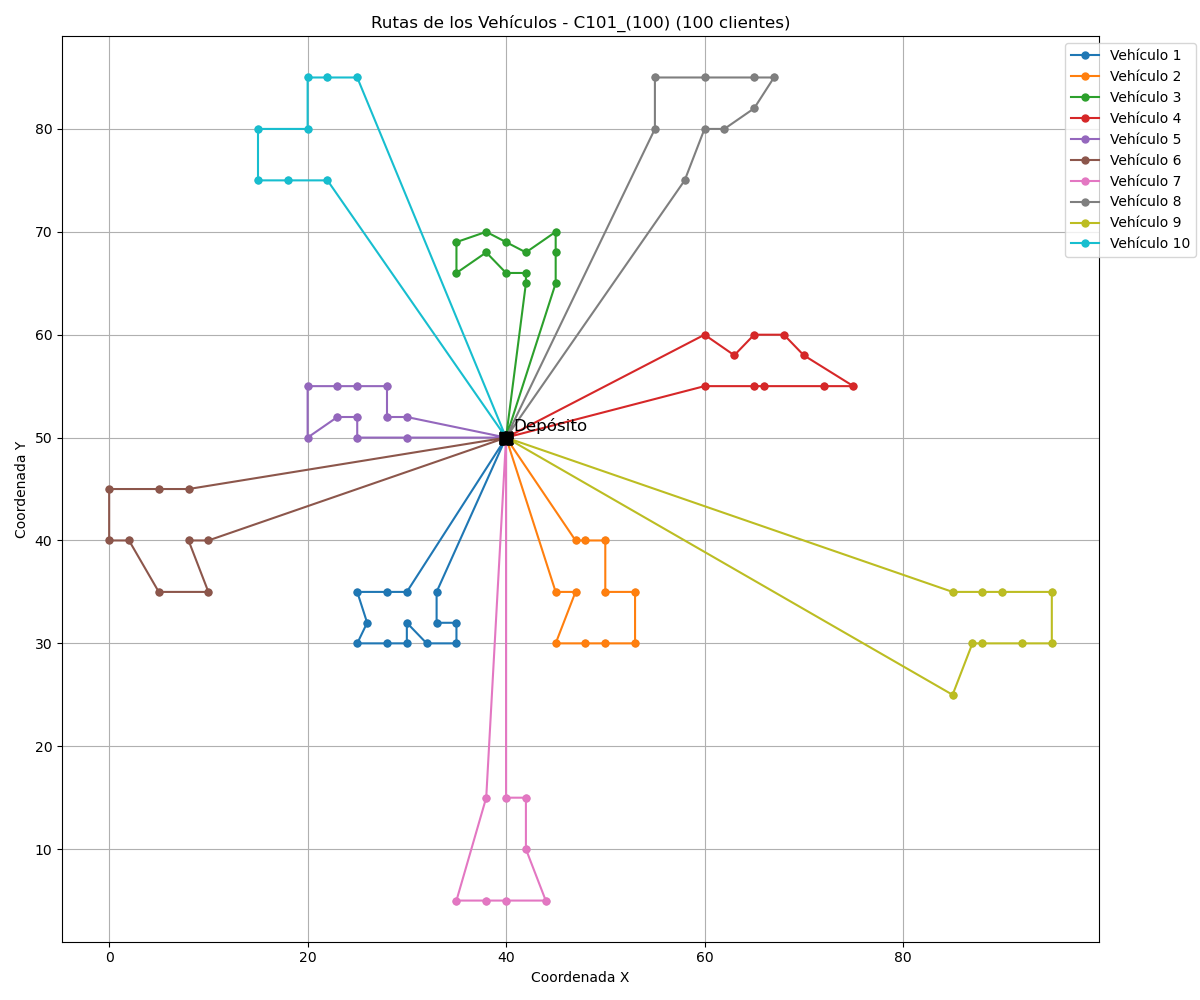 Rutas de los Vehículos - C101_(100) (100 clientes)
Vehículo 1
Vehículo 2
Vehículo 3
Vehículo 4
Vehículo 5
Vehículo 6
Vehículo 7
Vehículo 8
Vehículo 9
Vehículo 10
Coordenada Y
80
70
60
50
40
30
20
10
Depósito
0
20
40
60
80
Coordenada X